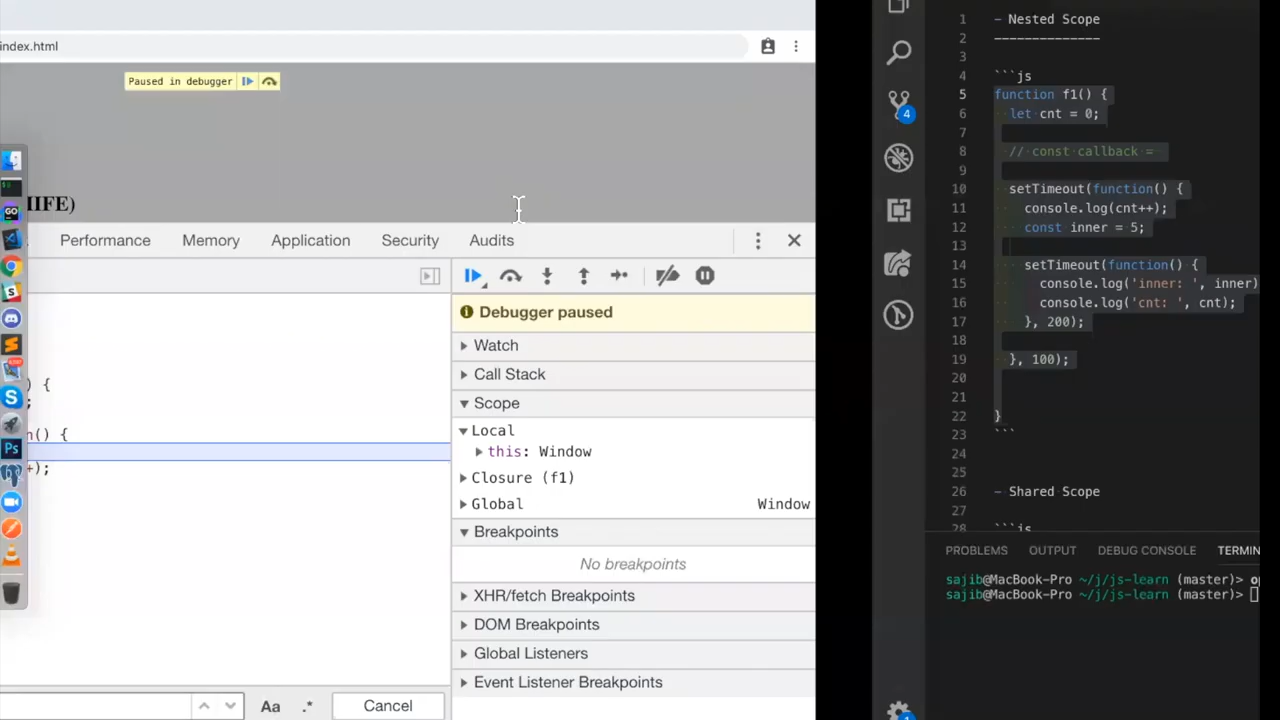 index.html
Paused in debugger
IIFE)
Performance
Memory
Application
Security
Audits
Debugger paused
Watch
Call Stack
) {
Scope
;
Local
n() {
this: Window
+);
Closure (f1)
Global
Window
Breakpoints
No breakpoints
XHR/fetch Breakpoints
DOM Breakpoints
Global Listeners
Event Listener Breakpoints
Aa
.*
Cancel
4
1 - Nested Scope
2 --------------
3
4 ```js
5 function f1() {
6 let cnt = 0;
7
8 // const callback =
9
10 setTimeout(function() {
11 console.log(cnt++);
12 const inner = 5;
13
14 setTimeout(function() {
15 console.log('inner: ', inner)
16 console.log('cnt: ', cnt);
17 }, 200);
18
19 }, 100);
20
21
22 }
23 ```
24
25
26 - Shared Scope
27
28 ```js
PROBLEMS
OUTPUT
DEBUG CONSOLE
TERMIN
sajib@MacBook-Pro ~/j/js-learn (master)> op
sajib@MacBook-Pro ~/j/js-learn (master)>
GO
S
Ps
1